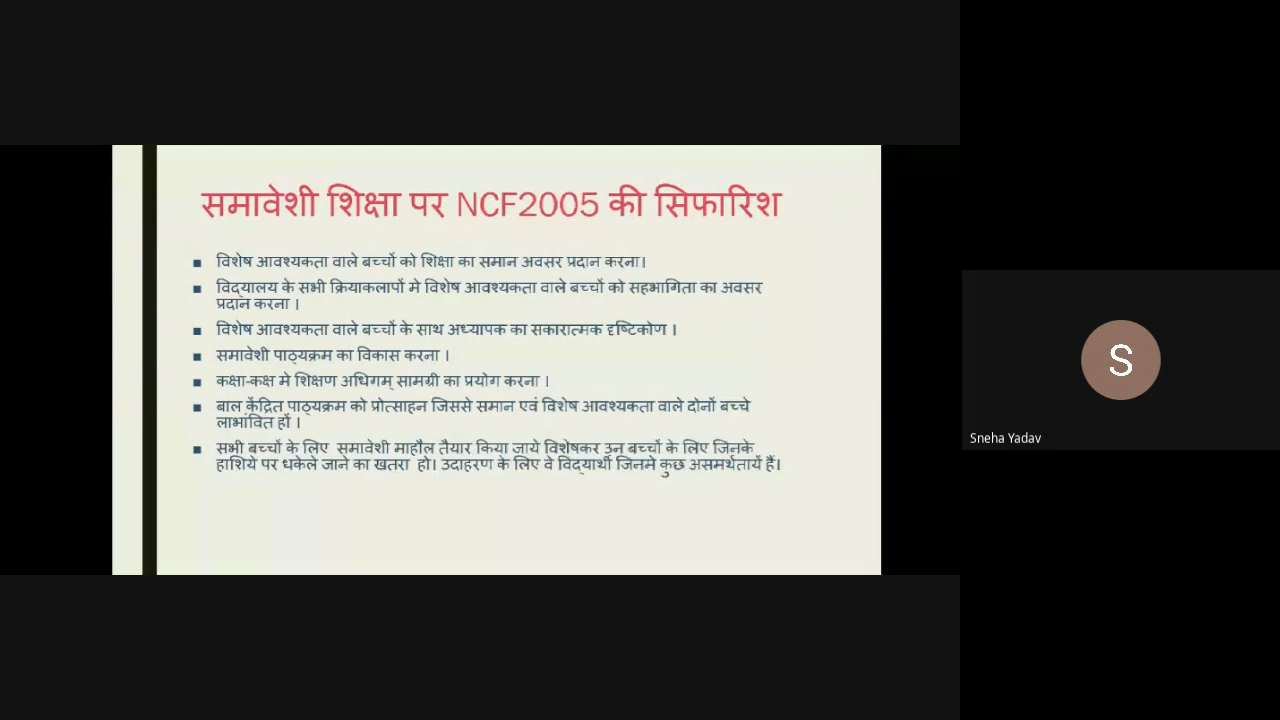 समावेशी शिक्षा पर NCF2005 की सिफारिश
▪ विशेष आवश्यकता वाले बच्चों को शिक्षा का समान अवसर प्रदान करना।
▪ विद्यालय के सभी क्रियाकलापों मे विशेष आवश्यकता वाले बच्चों को सहभागिता का अवसर
प्रदान करना ।
▪ विशेष आवश्यकता वाले बच्चों के साथ अध्यापक का सकारात्मक दृष्टिकोण ।
▪ समावेशी पाठ्यक्रम का विकास करना ।
▪ कक्षा-कक्ष मे शिक्षण अधिगम् सामग्री का प्रयोग करना ।
▪ बाल केंद्रित पाठ्यक्रम को प्रोत्साहन जिससे समान एवं विशेष आवश्यकता वाले दोनों बच्चे
लाभांवित हों ।
▪ सभी बच्चों के लिए समावेशी माहौल तैयार किया जाये विशेषकर उन बच्चों के लिए जिनके
हाशिये पर धकेले जाने का खतरा हो। उदाहरण के लिए वे विद्यार्थी जिनमे कुछ असमर्थतायें हैं।
S
Sneha Yadav